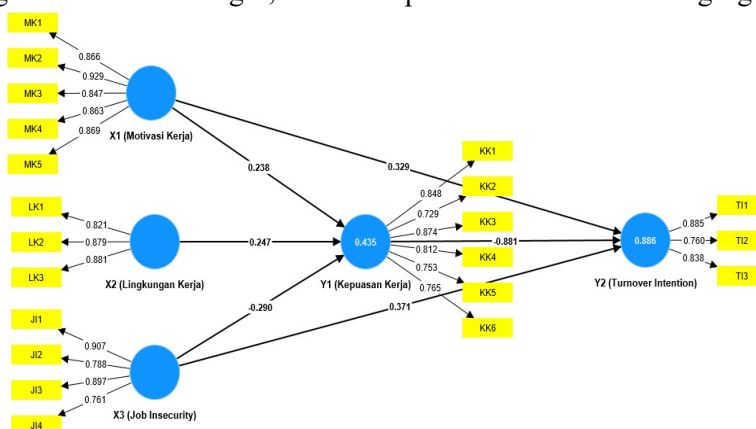 MK1
MK2
MK3
MK4
MK5
0.866
0.929
0.847
0.863
0.869
X1 (Motivasi Kerja)
0.238
0.329
LK1
LK2
LK3
0.821
0.879
0.881
X2 (Lingkungan Kerja)
0.247
JI1
JI2
JI3
JI4
0.907
0.788
0.897
0.761
X3 (Job Insecurity)
-0.290
0.371
0.435
Y1 (Kepuasan Kerja)
0.848
0.729
0.874
0.812
0.753
0.765
KK1
KK2
KK3
KK4
KK5
KK6
-0.881
0.886
Y2 (Turnover Intention)
0.885
0.760
0.838
TI1
TI2
TI3